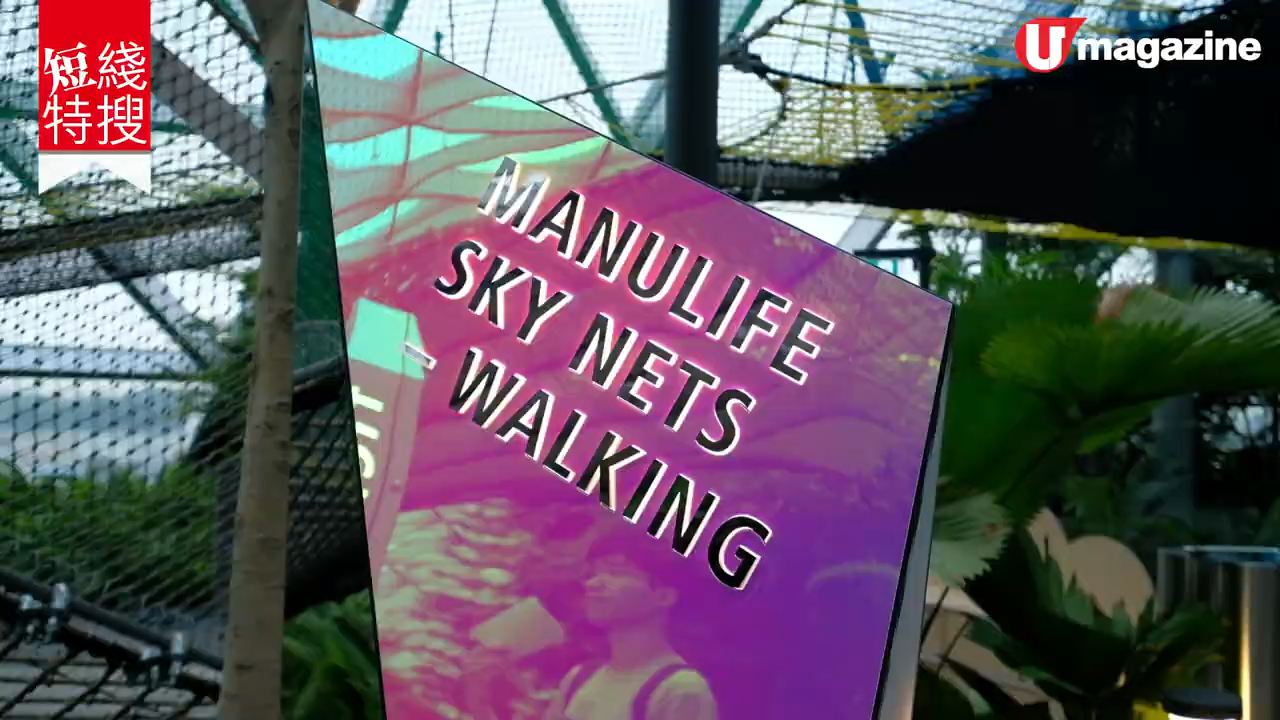 短綫
特搜
U magazine
MANULIFE
SKY NETS
- WALKING